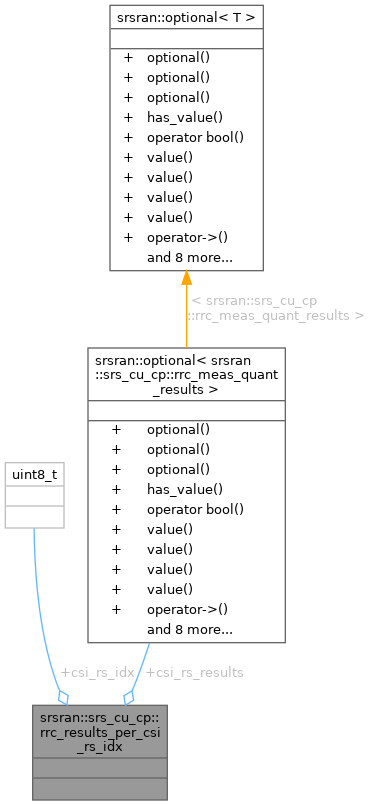 srsran::optional< T >
+ optional()
+ optional()
+ optional()
+ has_value()
+ operator bool()
+ value()
+ value()
+ value()
+ value()
+ operator->()
and 8 more...
< srsran::srs_cu_cp
::rrc_meas_quant_results >
srsran::optional< srsran
::srs_cu_cp::rrc_meas_quant
_results >
+ optional()
+ optional()
+ optional()
+ has_value()
+ operator bool()
+ value()
+ value()
+ value()
+ value()
+ operator->()
and 8 more...
uint8_t
+csi_rs_idx
+csi_rs_results
srsran::srs_cu_cp::
rrc_results_per_csi
_rs_idx